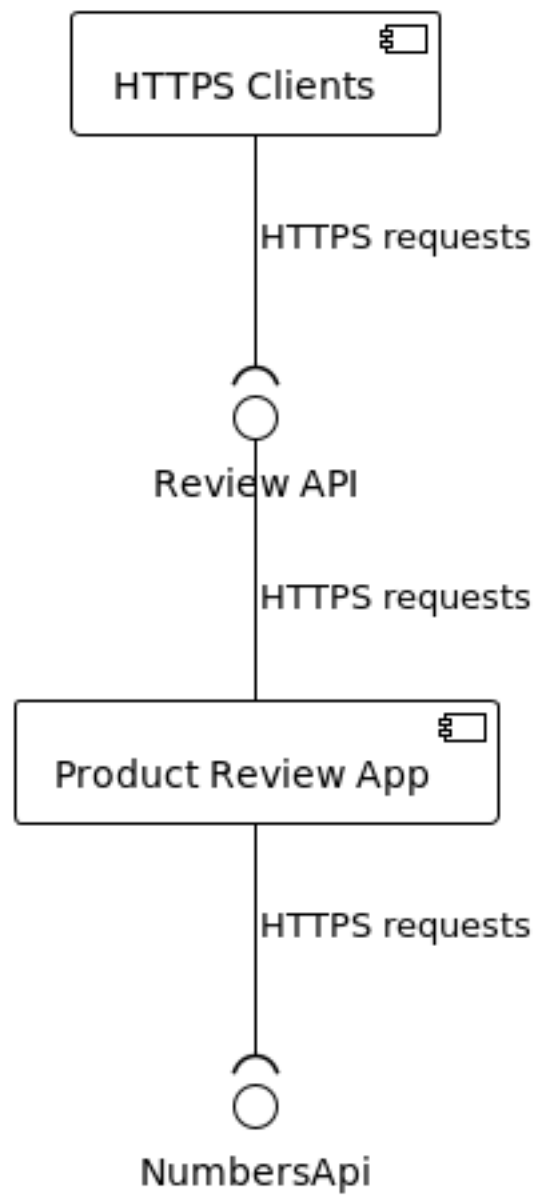 HTTPS Clients
HTTPS requests
Review API
HTTPS requests
Product Review App
HTTPS requests
NumbersApi